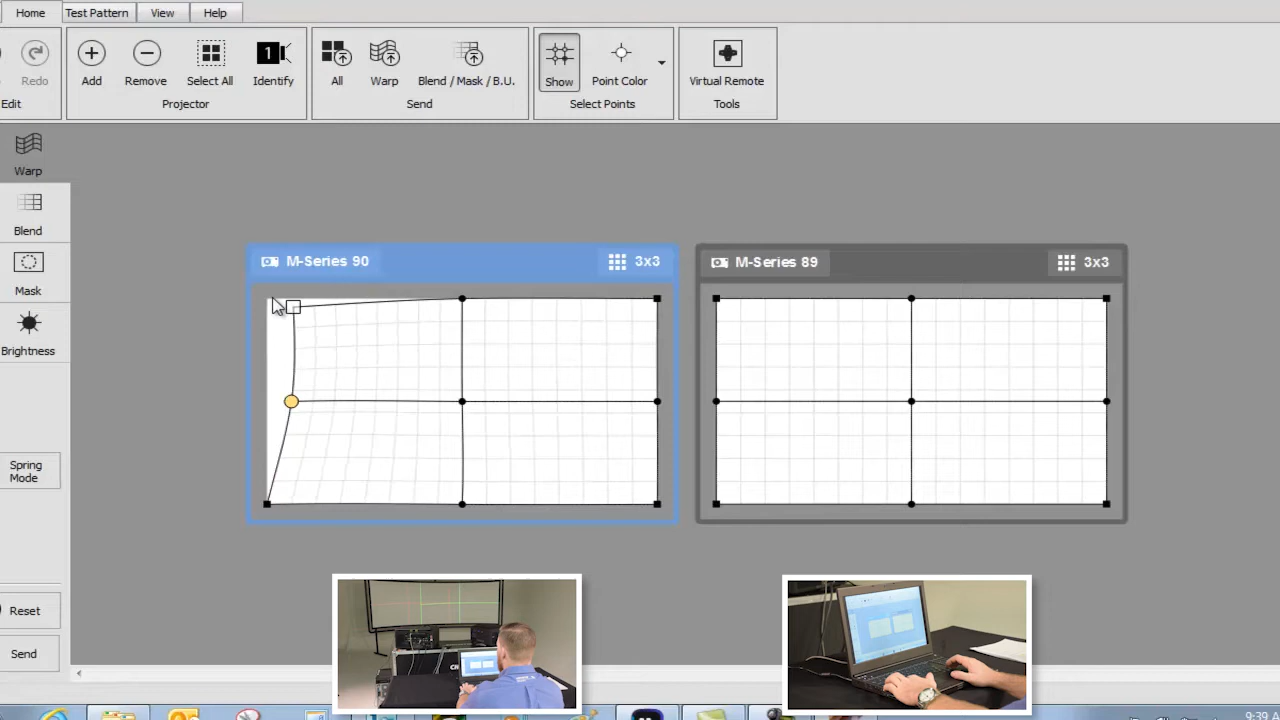 Home
Test Pattern
View
Help
Redo
Add
Remove
Select All
Identify
All
Warp
Blend / Mask / B.U.
Show
Point Color
Virtual Remote
Edit
Projector
Send
Select Points
Tools
Warp
Blend
Mask
Brightness
Spring
Mode
Reset
Send
M-Series 90
3x3
M-Series 89
3x3